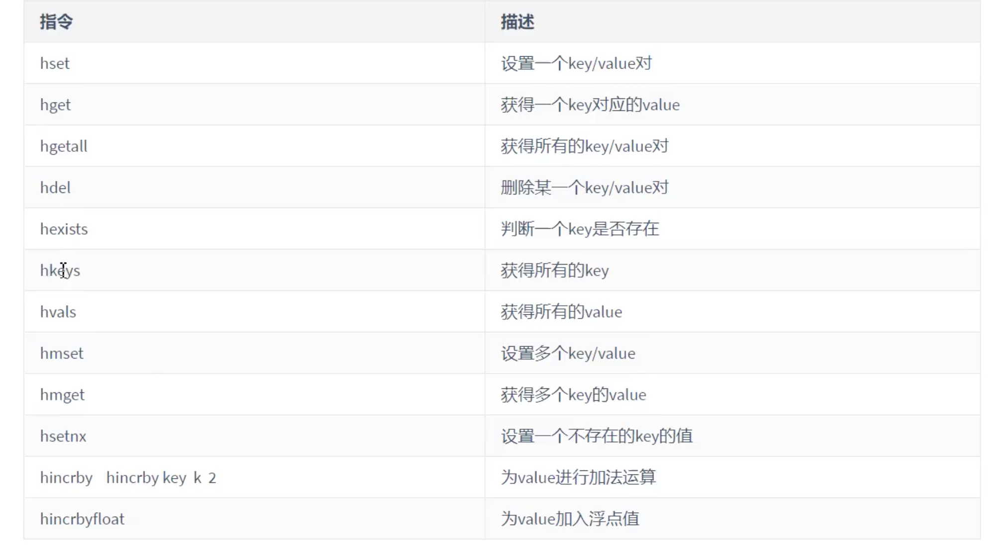 指令 描述
hset 设置一个key/value对
hget 获得一个key对应的value
hgetall 获得所有的key/value对
hdel 删除某一个key/value对
hexists 判断一个key是否存在
hkeys 获得所有的key
hvals 获得所有的value
hmset 设置多个key/value
hmget 获得多个key的value
hsetnx 设置一个不存在的key的值
hincrby hincrby key k 2 为value进行加法运算
hincrbyfloat 为value加入浮点值